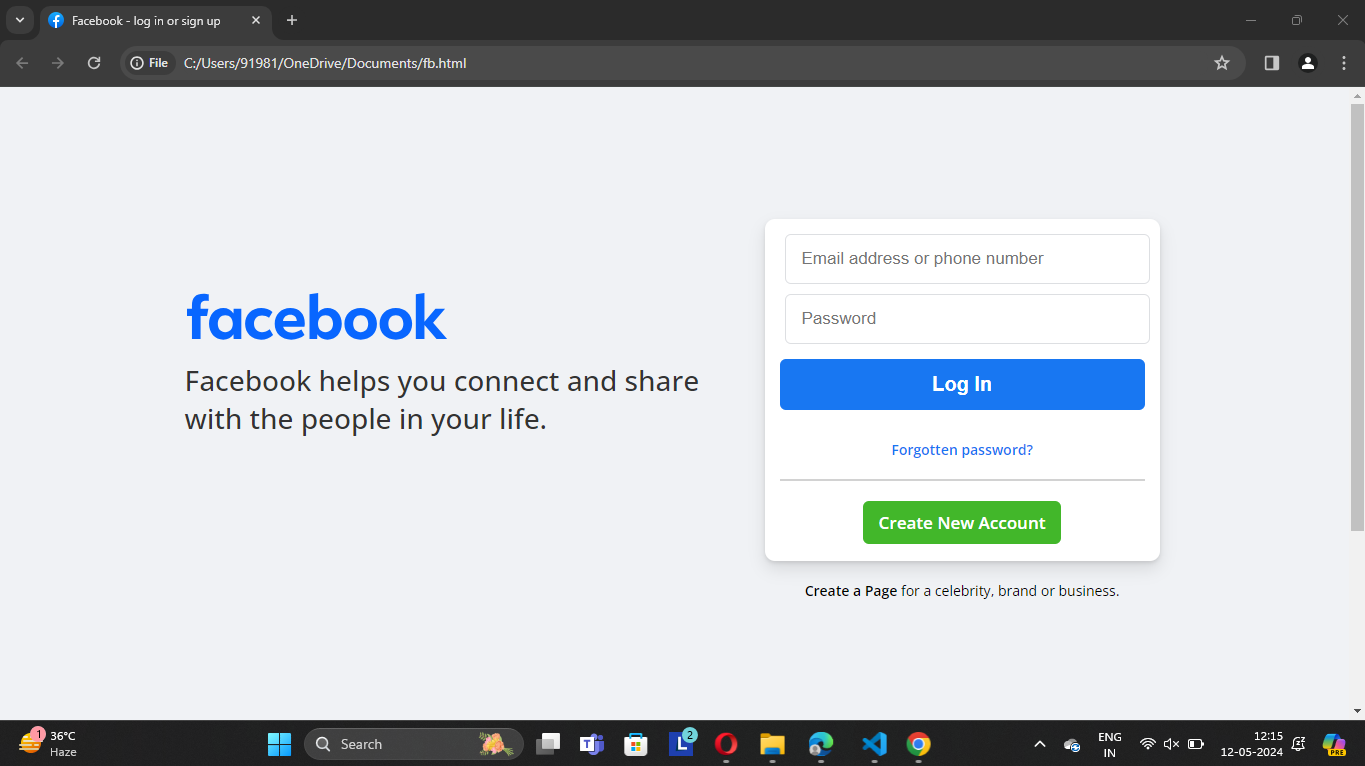 Facebook - log in or sign up
File
C:/Users/91981/OneDrive/Documents/fb.html
facebook
Facebook helps you connect and share
with the people in your life.
Email address or phone number
Password
Log In
Forgotten password?
Create New Account
Create a Page for a celebrity, brand or business.
1
36°C
Haze
Search
T
L
2
ENG
IN
12:15
12-05-2024
PRE